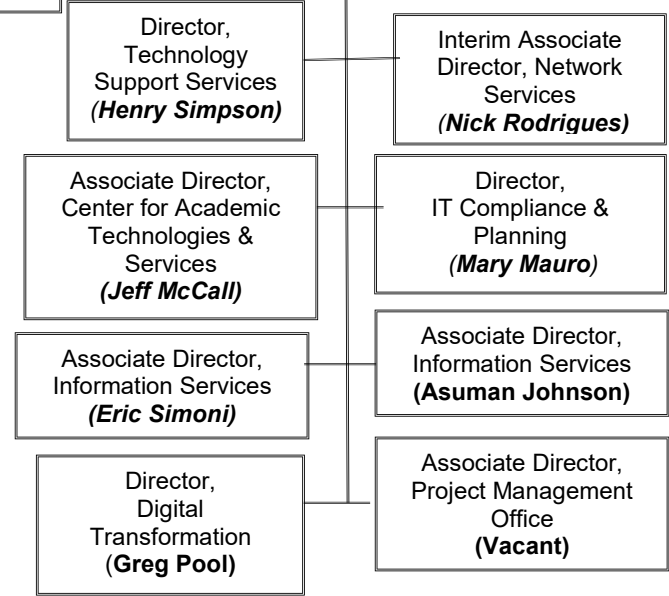 Director,
Technology
Support Services
(Henry Simpson)
Interim Associate
Director, Network
Services
(Nick Rodrigues)
Associate Director,
Center for Academic
Technologies &
Services
(Jeff McCall)
Director,
IT Compliance &
Planning
(Mary Mauro)
Associate Director,
Information Services
(Eric Simoni)
Associate Director,
Information Services
(Asuman Johnson)
Director,
Digital
Transformation
(Greg Pool)
Associate Director,
Project Management
Office
(Vacant)